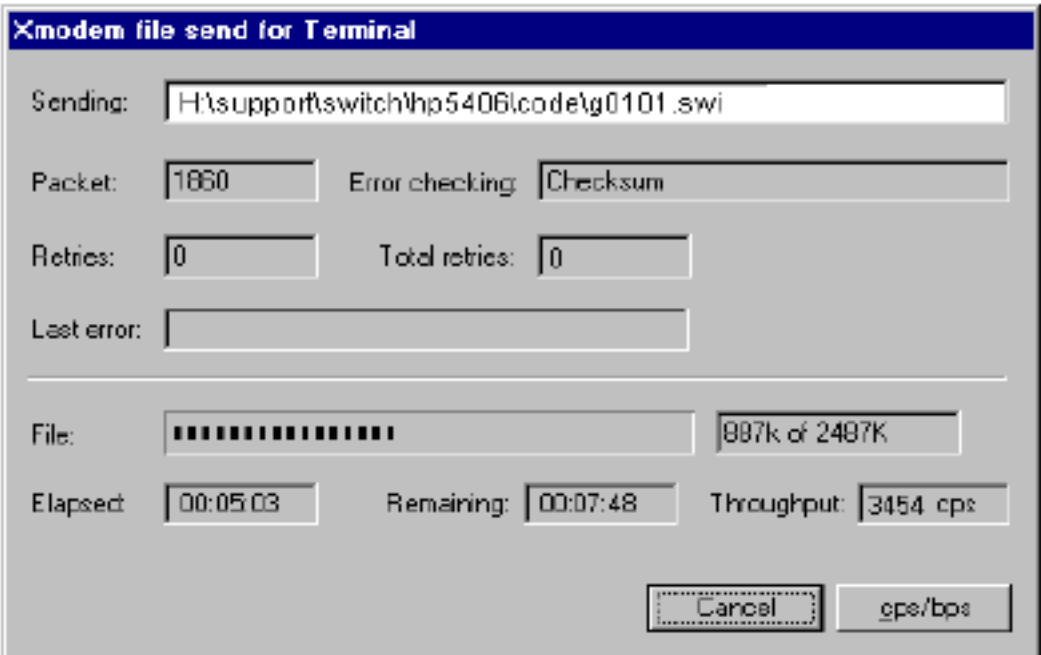 Xmodem file send for Terminal
Sending: H:\support\switch\hp5406\code\g0101.swi
Packet: 1860 Error checking: Checksum
Retries: 0 Total retries: 0
Last error:
File: 887k of 2487K
Elapsed: 00:05:03 Remaining: 00:07:48 Throughput: 3454 cps
Cancel cps/bps